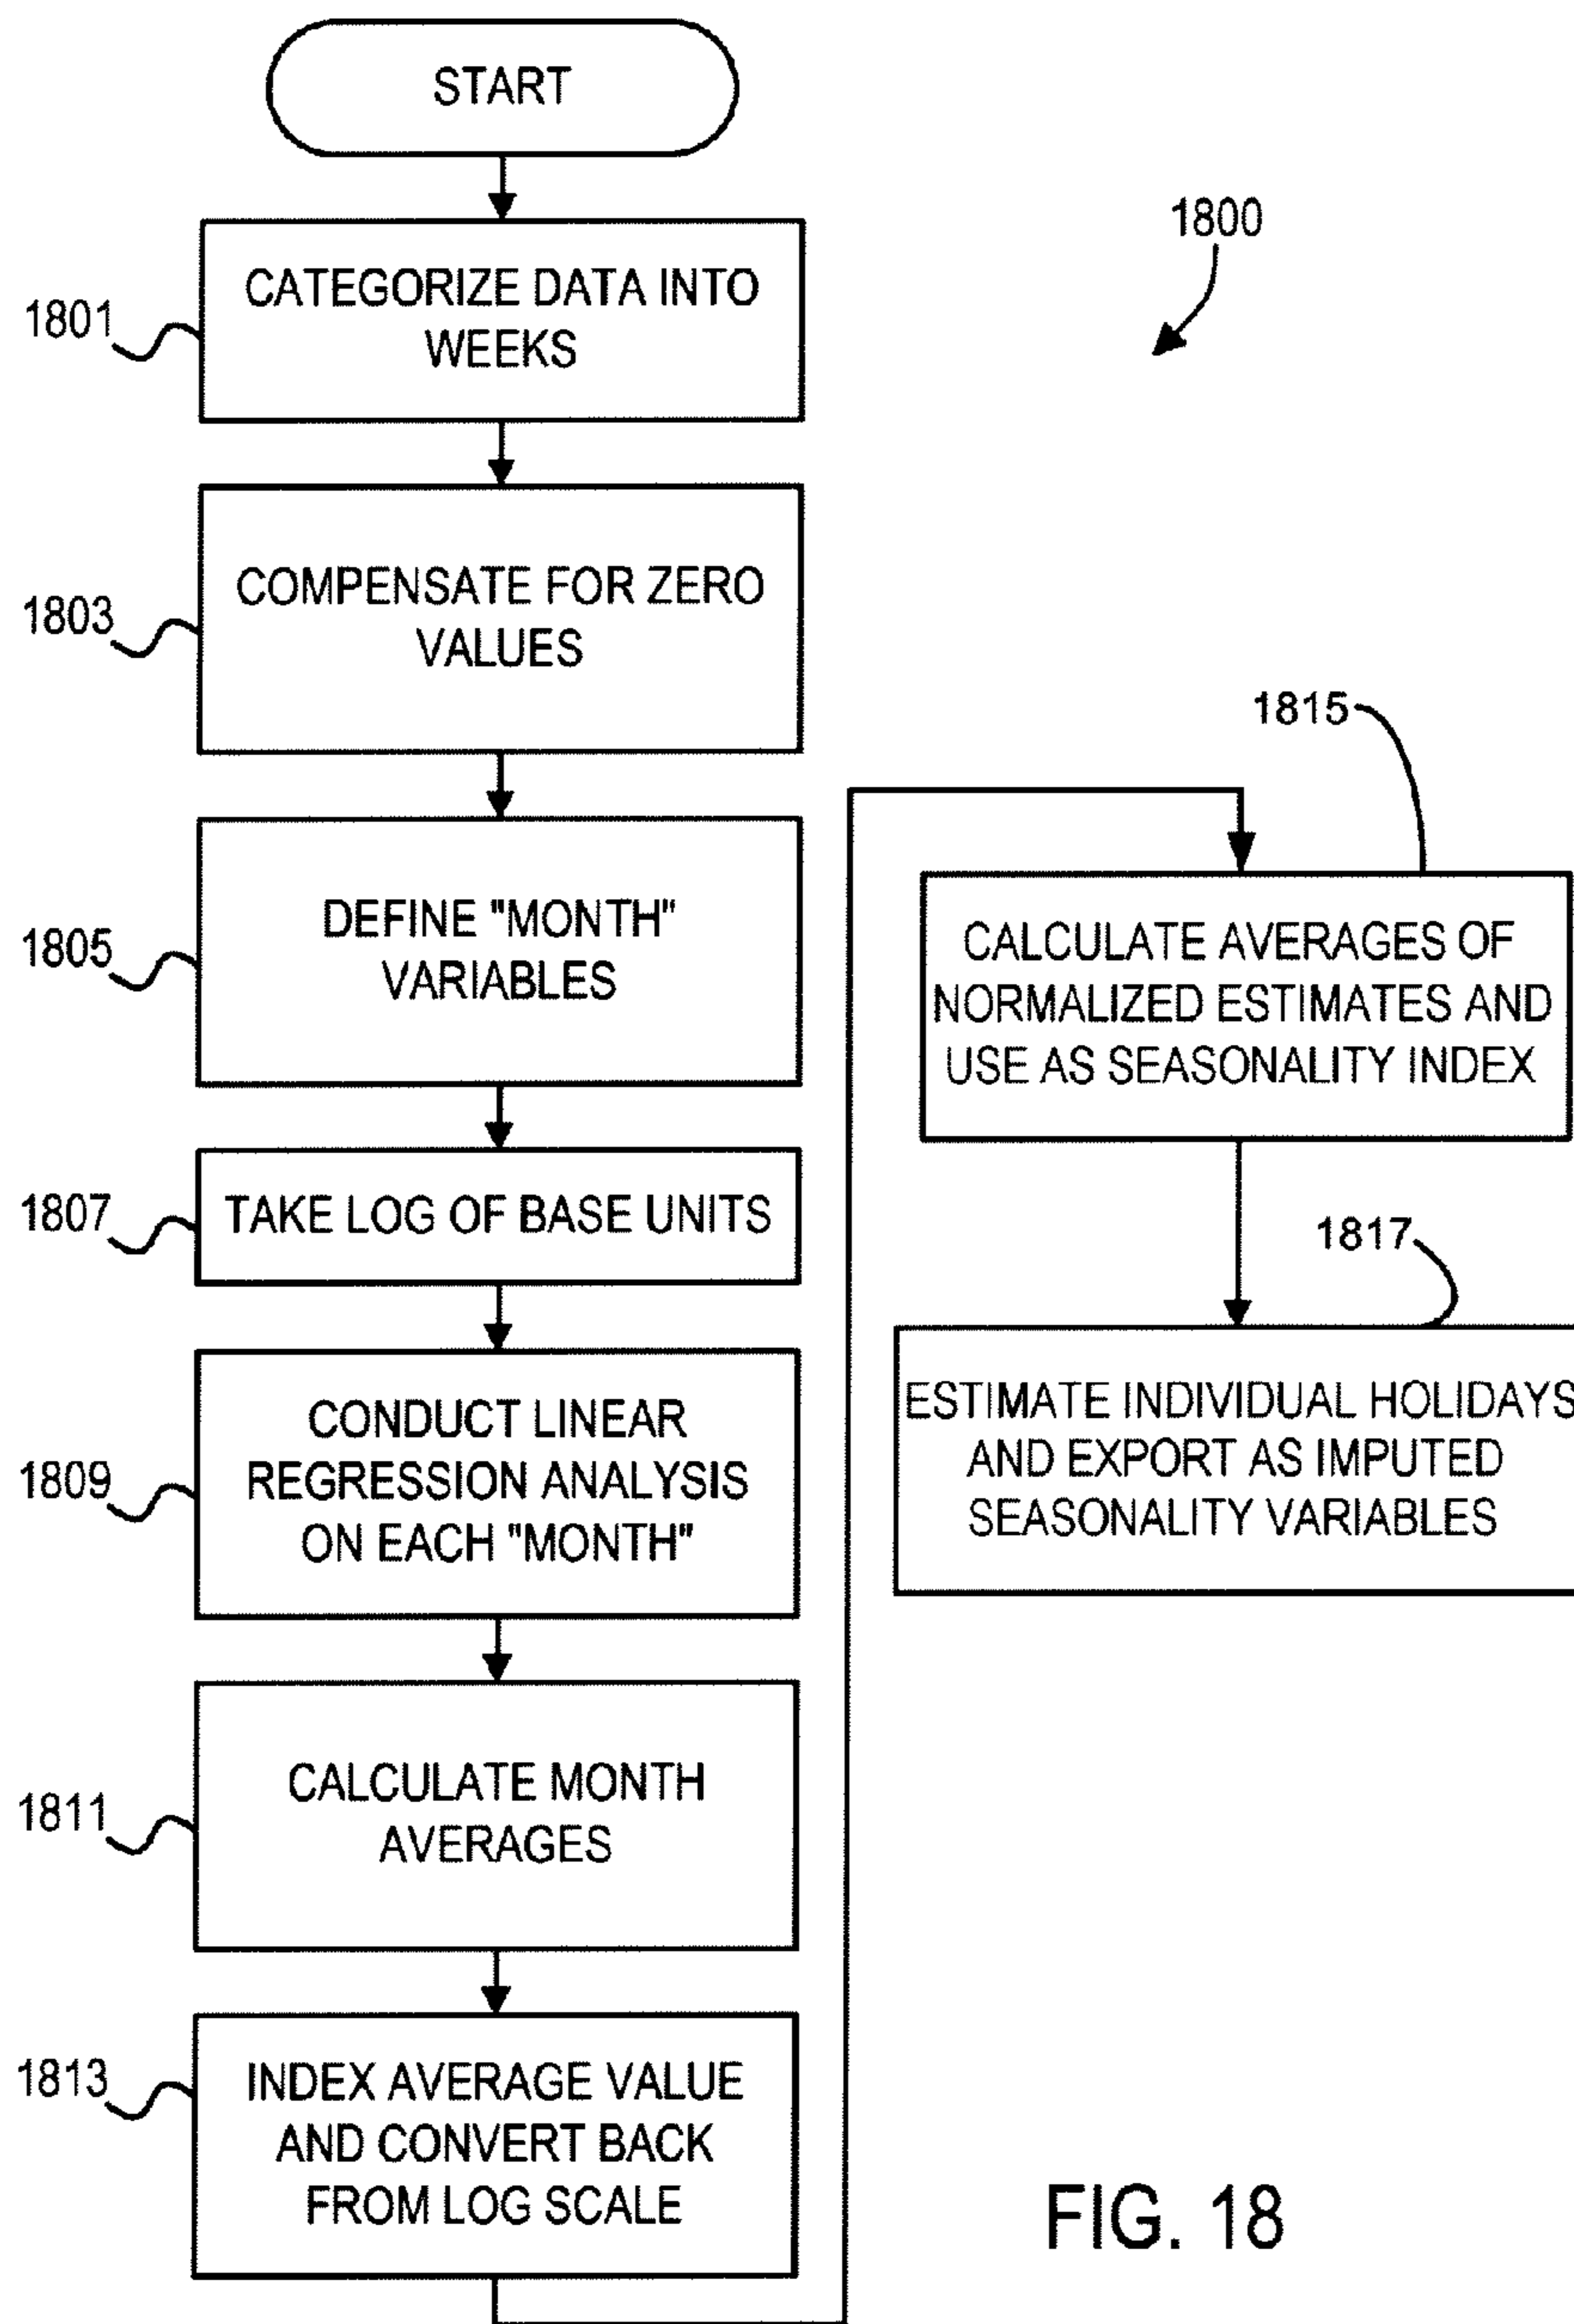 START
1800
1801
CATEGORIZE DATA INTO
WEEKS
1803
COMPENSATE FOR ZERO
VALUES
1805
DEFINE "MONTH"
VARIABLES
1807
TAKE LOG OF BASE UNITS
1809
CONDUCT LINEAR
REGRESSION ANALYSIS
ON EACH "MONTH"
1811
CALCULATE MONTH
AVERAGES
1813
INDEX AVERAGE VALUE
AND CONVERT BACK
FROM LOG SCALE
1815
CALCULATE AVERAGES OF
NORMALIZED ESTIMATES AND
USE AS SEASONALITY INDEX
1817
ESTIMATE INDIVIDUAL HOLIDAYS
AND EXPORT AS IMPUTED
SEASONALITY VARIABLES
FIG. 18